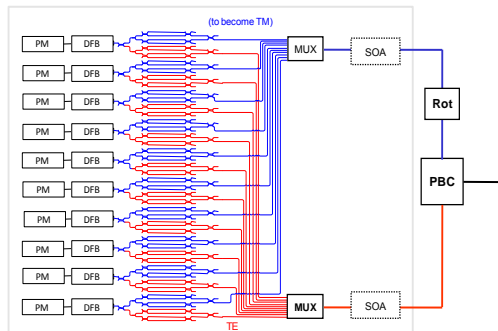 (to become TM)
PM DFB MUX SOA
PM DFB
PM DFB Rot
PM DFB
PM DFB PBC
PM DFB
PM DFB
PM DFB
PM DFB
PM DFB MUX SOA
TE